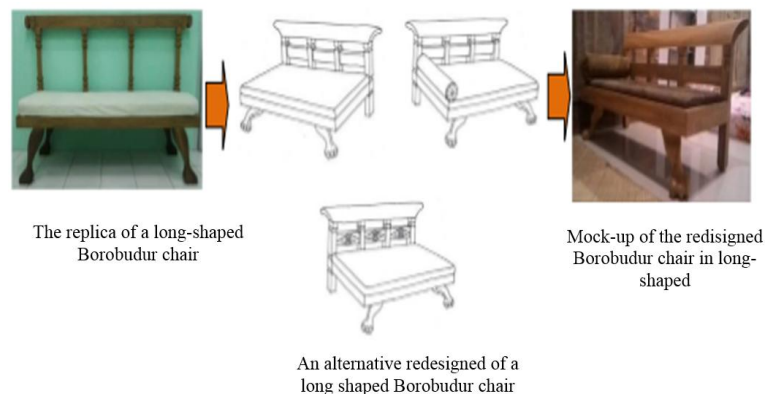 The replica of a long-shaped
Borobudur chair
Mock-up of the redisigned
Borobudur chair in long-
shaped
An alternative redesigned of a
long shaped Borobudur chair